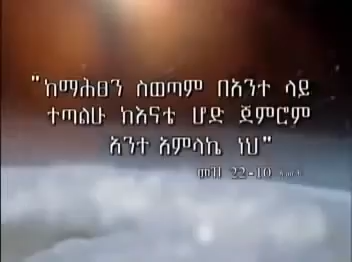 "ከማሕፀን ስወጣም በአንተ ላይ
ተጣልሁ ከእናቴ ሆድ ጀምሮም
አንተ አምላኬ ነህ"
መዝ 22-10